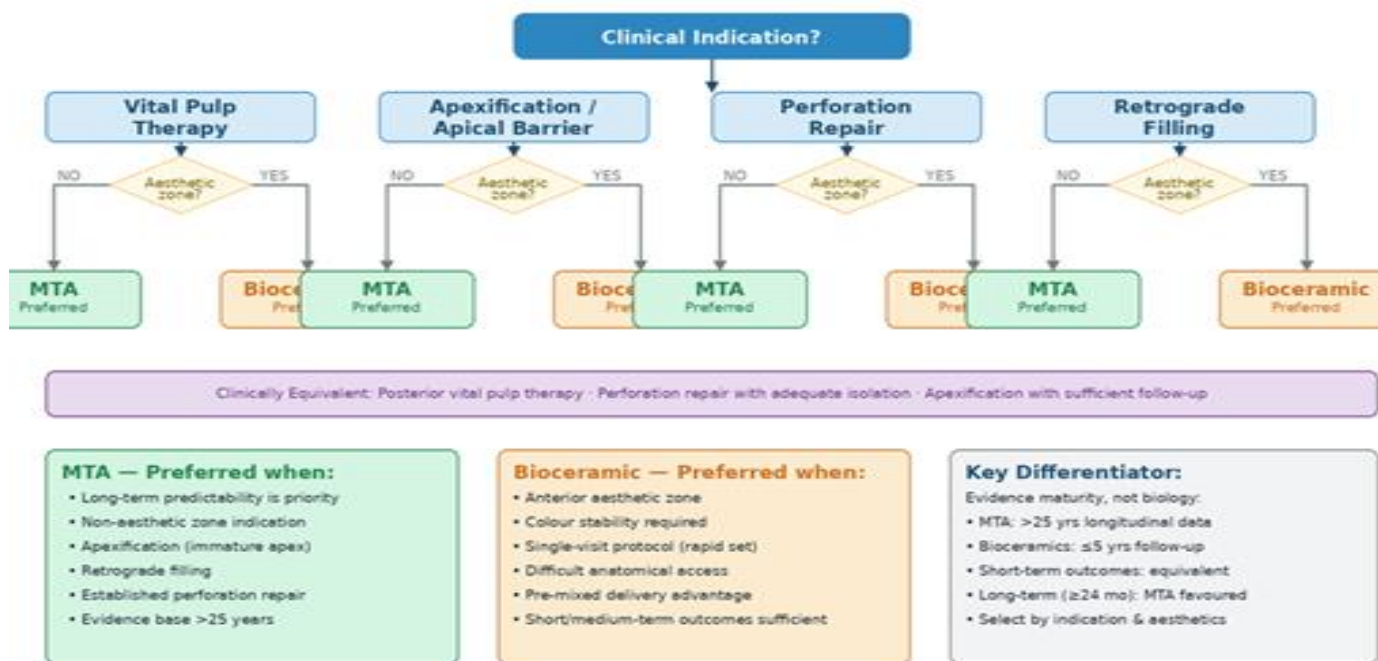 Clinical Indication?
Vital Pulp
Therapy
Apexification /
Apical Barrier
Perforation
Repair
Retrograde
Filling
NO
Aesthetic
zone?
YES
NO
Aesthetic
zone?
YES
NO
Aesthetic
zone?
YES
NO
Aesthetic
zone?
YES
MTA
Preferred
MTA
Preferred
MTA
Preferred
MTA
Preferred
Bioceramic
Preferred
Clinically Equivalent: Posterior vital pulp therapy · Perforation repair with adequate isolation · Apexification with sufficient follow-up
MTA — Preferred when:
• Long-term predictability is priority
• Non-aesthetic zone indication
• Apexification (immature apex)
• Retrograde filling
• Established perforation repair
• Evidence base >25 years
Bioceramic — Preferred when:
• Anterior aesthetic zone
• Colour stability required
• Single-visit protocol (rapid set)
• Difficult anatomical access
• Pre-mixed delivery advantage
• Short/medium-term outcomes sufficient
Key Differentiator:
Evidence maturity, not biology:
• MTA: >25 yrs longitudinal data
• Bioceramics: ≤5 yrs follow-up
• Short-term outcomes: equivalent
• Long-term (≥24 mo): MTA favoured
• Select by indication & aesthetics